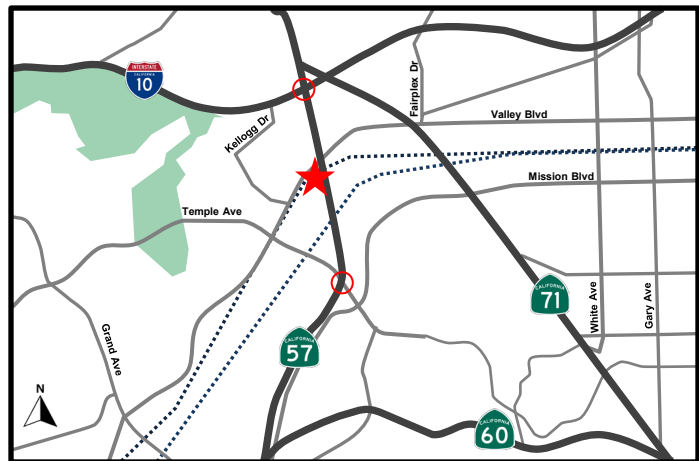 INTERSTATE
CALIFORNIA
10
Kellogg Dr
Fairplex Dr
Valley Blvd
Mission Blvd
Temple Ave
Grand Ave
CALIFORNIA
57
CALIFORNIA
71
White Ave
Gary Ave
CALIFORNIA
60
N